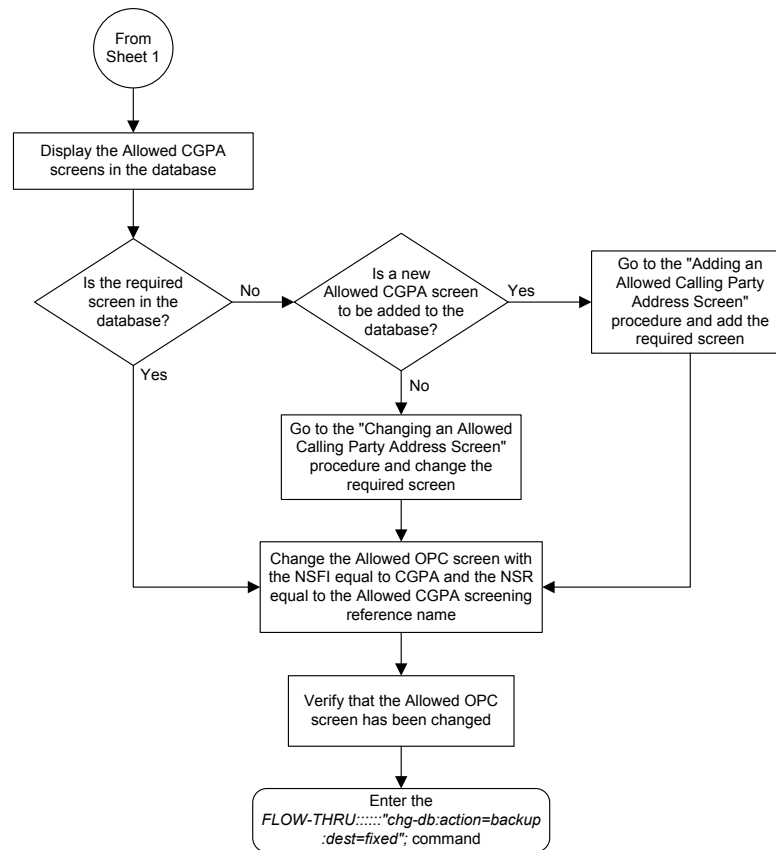 From
Sheet 1
Display the Allowed CGPA
screens in the database
Is the required
screen in the
database?
No
Yes
Is a new
Allowed CGPA screen
to be added to the
database?
Yes
No
Go to the "Adding an
Allowed Calling Party
Address Screen"
procedure and add the
required screen
Go to the "Changing an Allowed
Calling Party Address Screen"
procedure and change the
required screen
Change the Allowed OPC screen with
the NSFI equal to CGPA and the NSR
equal to the Allowed CGPA screening
reference name
Verify that the Allowed OPC
screen has been changed
Enter the
FLOW-THRU::::::"chg-db:action=backup
:dest=fixed"; command